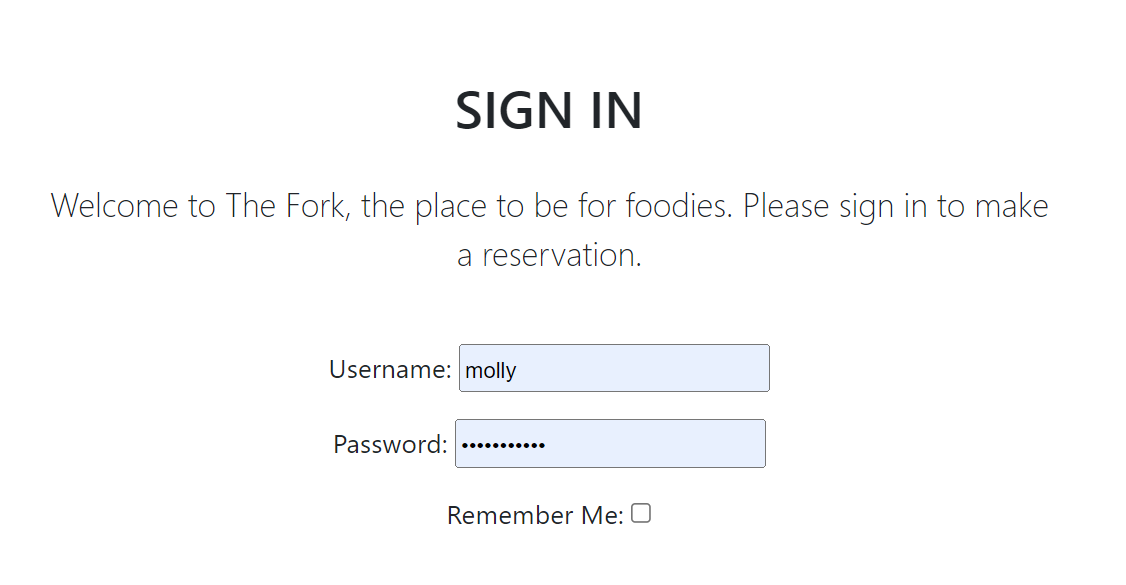 SIGN IN
Welcome to The Fork, the place to be for foodies. Please sign in to make
a reservation.
Username: molly
Password: •••••••••••
Remember Me: